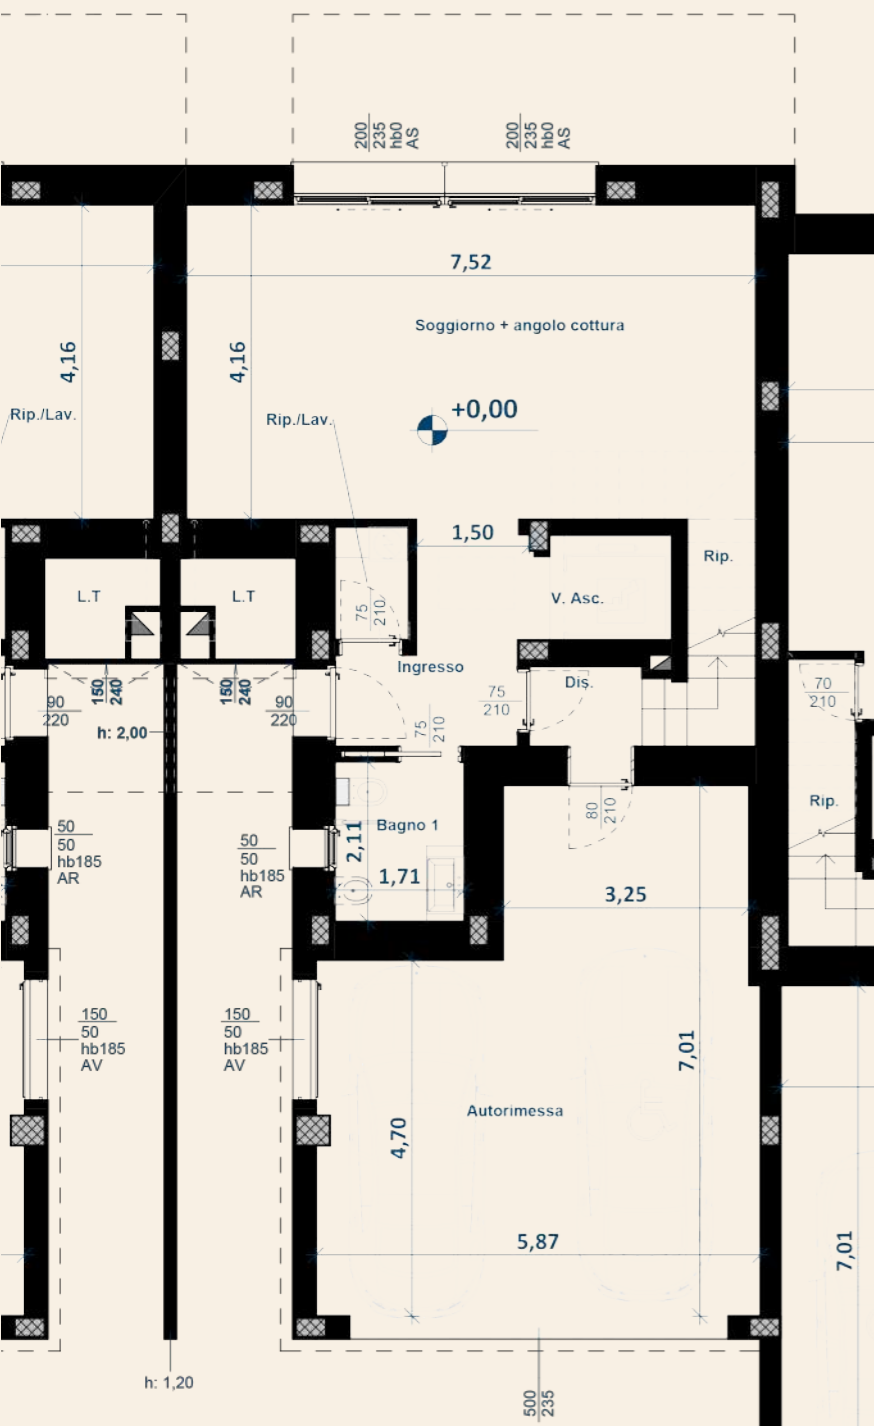 200
235
hb0
AS
200
235
hb0
AS
7,52
Soggiorno + angolo cottura
4,16
4,16
Rip./Lav.
Rip./Lav.
+0,00
1,50
Rip.
L.T
L.T
V. Asc.
75
210
Ingresso
Dis.
90
220
150
240
150
240
90
220
75
210
75
210
70
210
h: 2,00
80
210
Rip.
50
50
hb185
AR
50
50
hb185
AR
Bagno 1
2,11
1,71
3,25
150
50
hb185
AV
150
50
hb185
AV
7,01
Autorimessa
4,70
5,87
7,01
h: 1,20
500
235